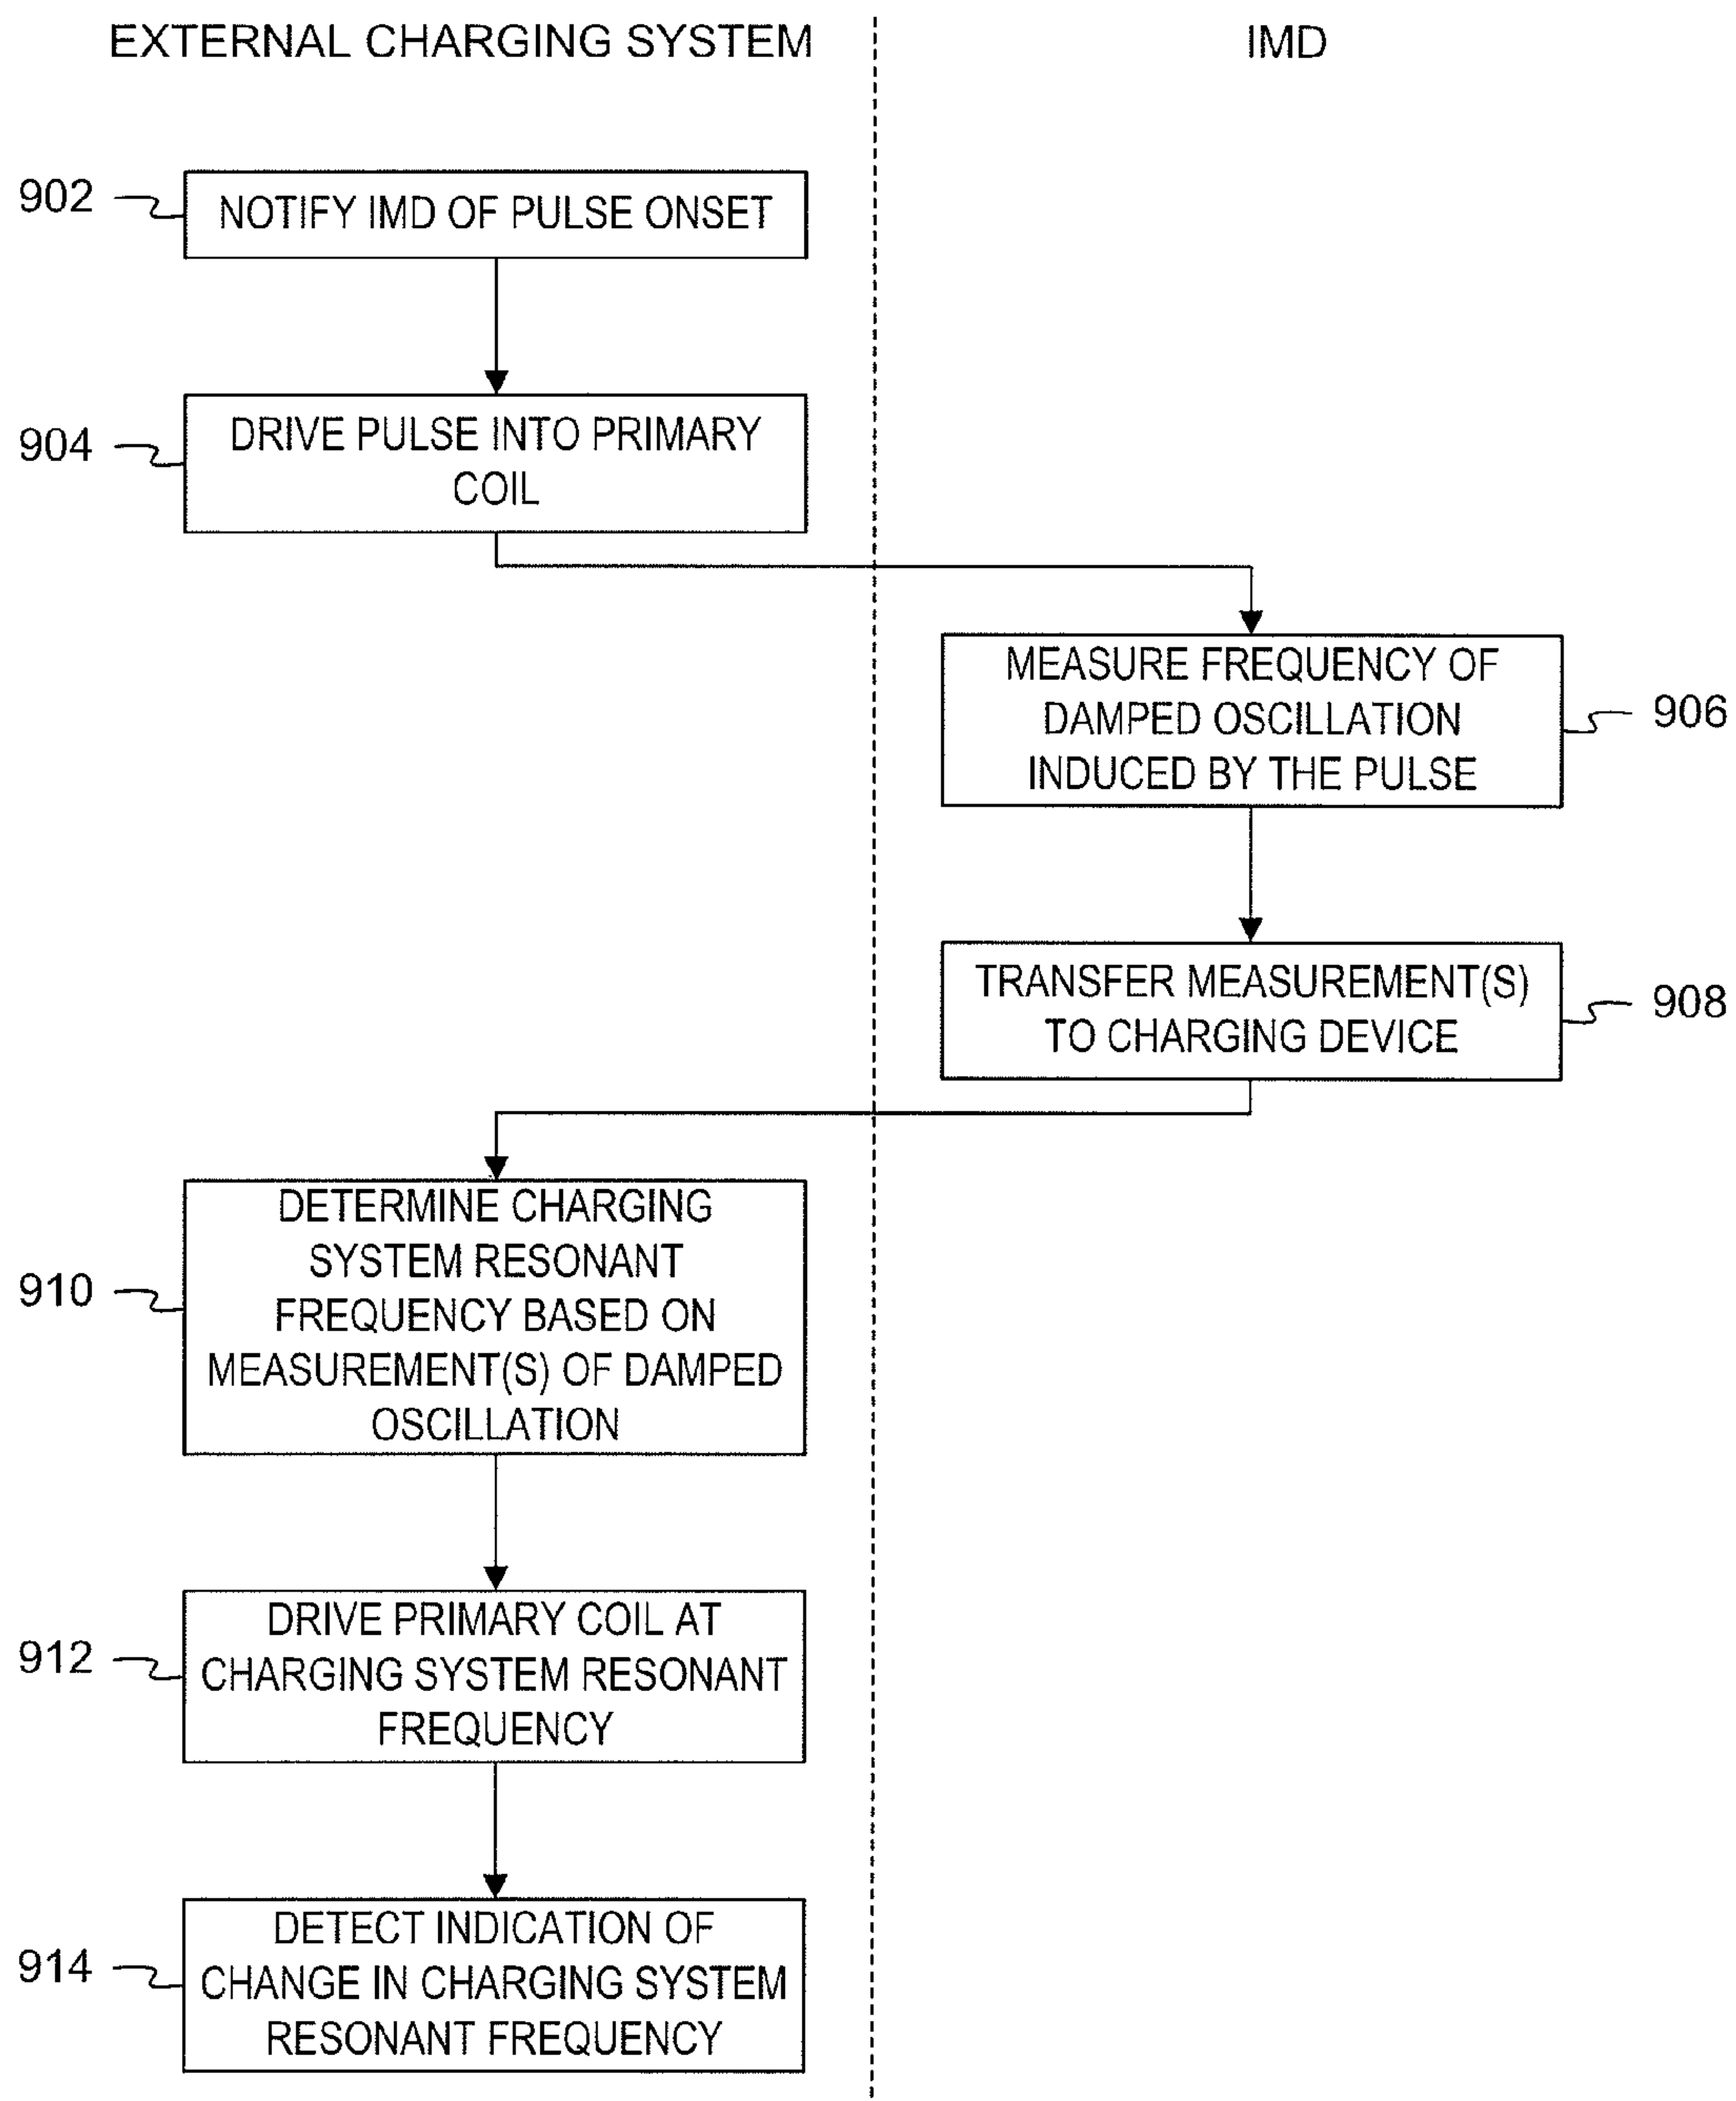 EXTERNAL CHARGING SYSTEM
IMD
902
NOTIFY IMD OF PULSE ONSET
904
DRIVE PULSE INTO PRIMARY
COIL
MEASURE FREQUENCY OF
DAMPED OSCILLATION
INDUCED BY THE PULSE
906
TRANSFER MEASUREMENT(S)
TO CHARGING DEVICE
908
910
DETERMINE CHARGING
SYSTEM RESONANT
FREQUENCY BASED ON
MEASUREMENT(S) OF DAMPED
OSCILLATION
912
DRIVE PRIMARY COIL AT
CHARGING SYSTEM RESONANT
FREQUENCY
914
DETECT INDICATION OF
CHANGE IN CHARGING SYSTEM
RESONANT FREQUENCY